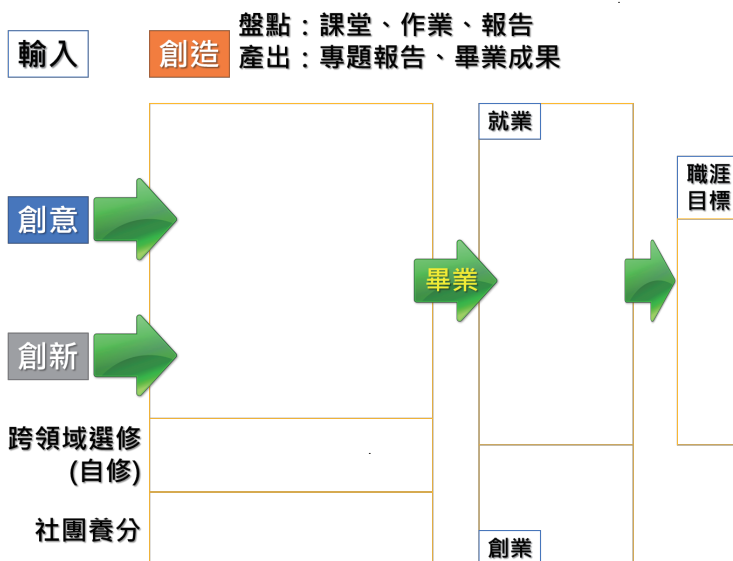 輸入
創造
盤點：課堂、作業、報告
產出：專題報告、畢業成果
就業
職涯
目標
創意
畢業
創新
跨領域選修
(自修)
社團養分
創業